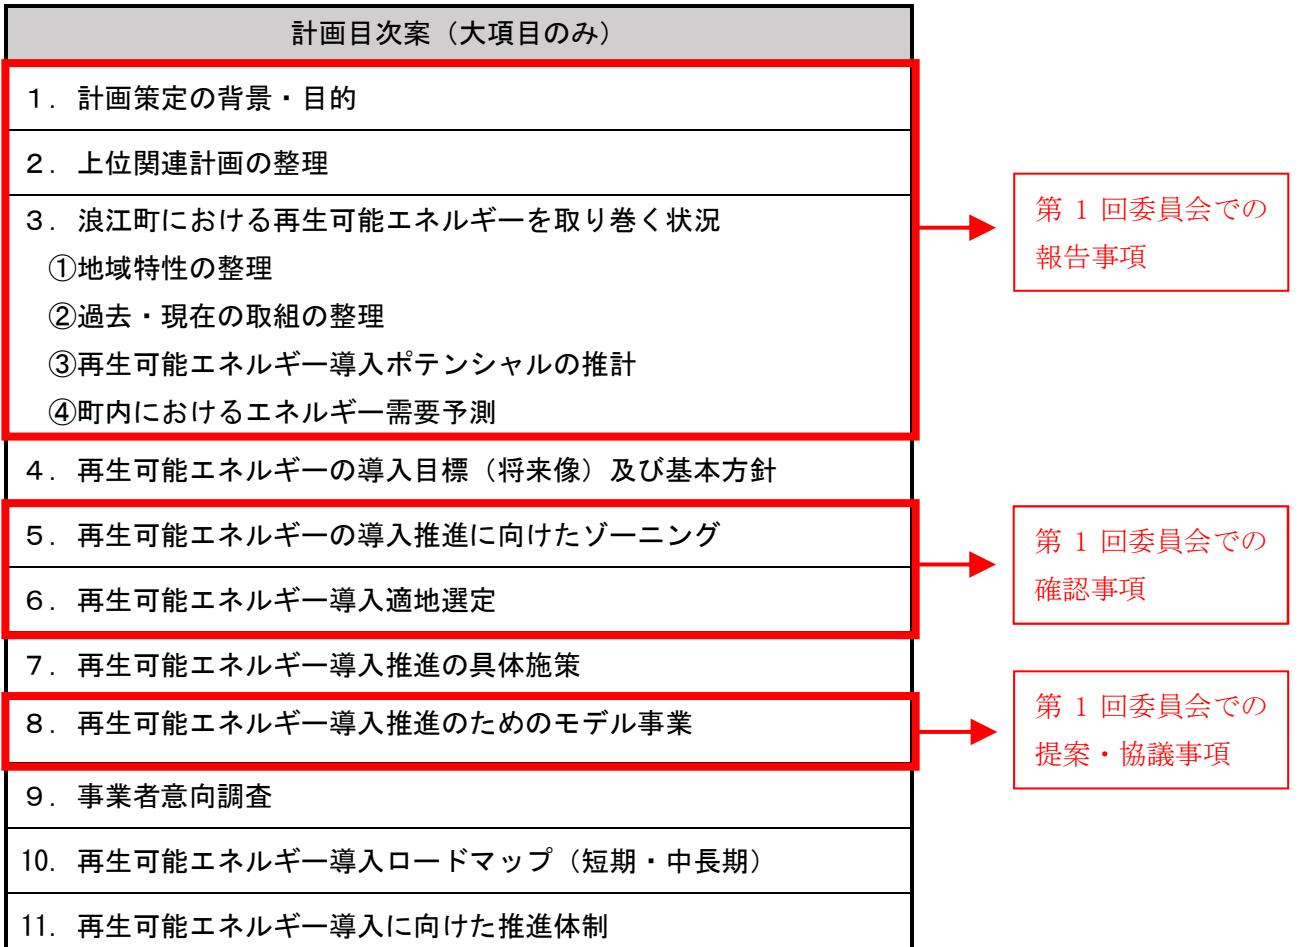 計画目次案（大項目のみ）
１．計画策定の背景・目的
２．上位関連計画の整理
３．浪江町における再生可能エネルギーを取り巻く状況
①地域特性の整理
②過去・現在の取組の整理
③再生可能エネルギー導入ポテンシャルの推計
④町内におけるエネルギー需要予測
第 1 回委員会での
報告事項
４．再生可能エネルギーの導入目標（将来像）及び基本方針
５．再生可能エネルギーの導入推進に向けたゾーニング
６．再生可能エネルギー導入適地選定
第 1 回委員会での
確認事項
７．再生可能エネルギー導入推進の具体施策
８．再生可能エネルギー導入推進のためのモデル事業
第 1 回委員会での
提案・協議事項
９．事業者意向調査
10. 再生可能エネルギー導入ロードマップ（短期・中長期）
11. 再生可能エネルギー導入に向けた推進体制